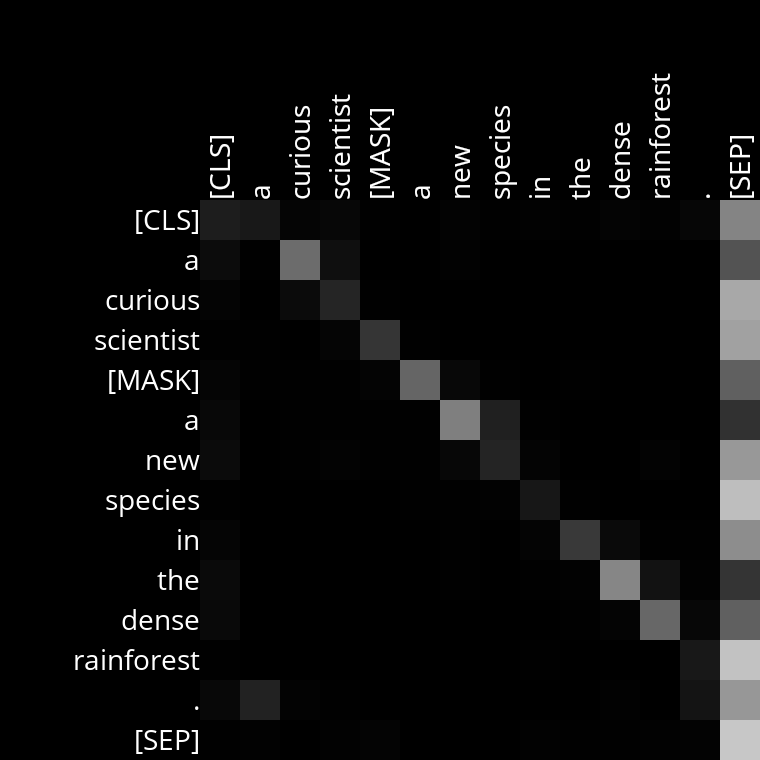 [CLS]
a
curious
scientist
[MASK]
a
new
species
in
the
dense
rainforest
.
[SEP]
[CLS]
a
curious
scientist
[MASK]
a
new
species
in
the
dense
rainforest
.
[SEP]